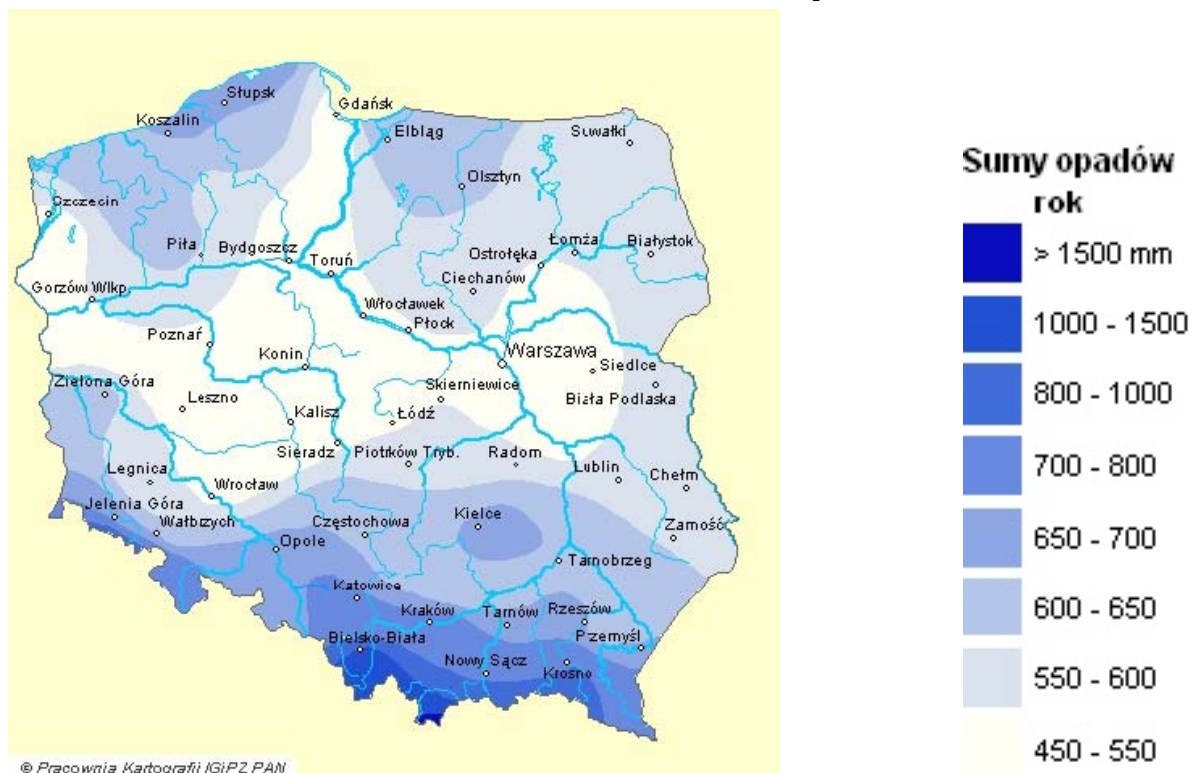 Słupsk
Gdańsk
Koszalin
Elbląg
Suwałki
Olsztyn
Szczecin
Piła
Bydgoszcz
Łomża
Białystok
Ostrołęka
Toruń
Ciechanów
Gorzów Wlkp.
Włocławek
Płock
Poznań
Konin
Warszawa
Siedlce
Zielona Góra
Skierniewice
Leszno
Biała Podlaska
Kalisz
Łódź
Sieradz
Piotrków Tryb.
Radom
Legnica
Lublin
Chełm
Wrocław
Jelenia Góra
Wałbrzych
Częstochowa
Kielce
Zamość
Opole
Tarnobrzeg
Katowice
Kraków
Tarnów
Rzeszów
Bielsko-Biała
Przemyśl
Nowy Sącz
Krosno
© Pracownia Kartografii IGiPZ PAN
Sumy opadów
rok
> 1500 mm
1000 - 1500
800 - 1000
700 - 800
650 - 700
600 - 650
550 - 600
450 - 550